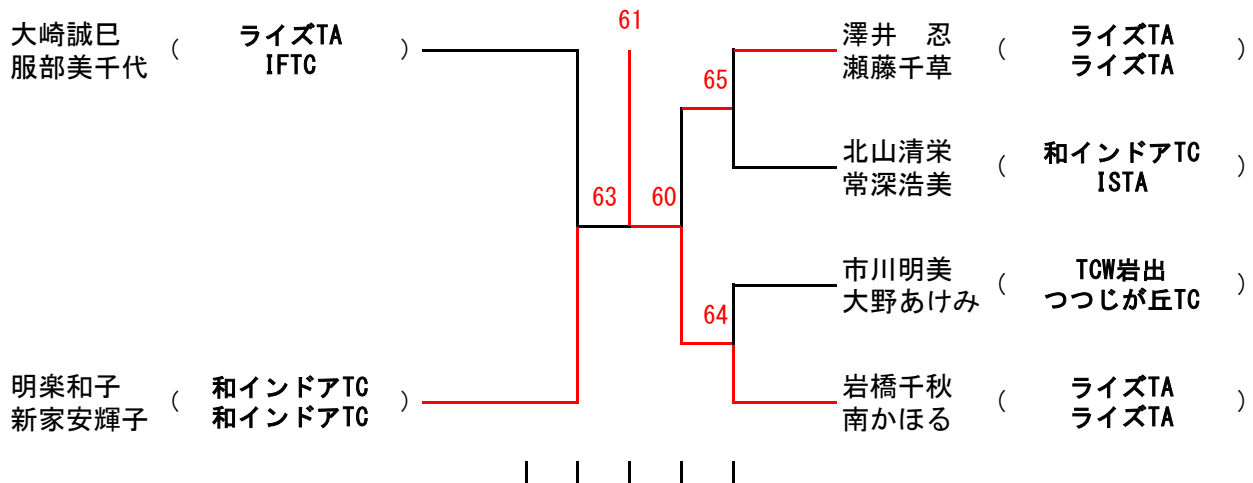 大崎誠巳 ( ライズTA )
服部美千代 IFTC
明楽和子 ( 和インドアTC )
新家安輝子 和インドアTC
61
63
60
65
64
澤井　忍 ( ライズTA )
瀬藤千草 ライズTA
北山清栄 ( 和インドアTC )
常深浩美 ISTA
市川明美 ( TCW岩出 )
大野あけみ つつじが丘TC
岩橋千秋 ( ライズTA )
南かほる ライズTA